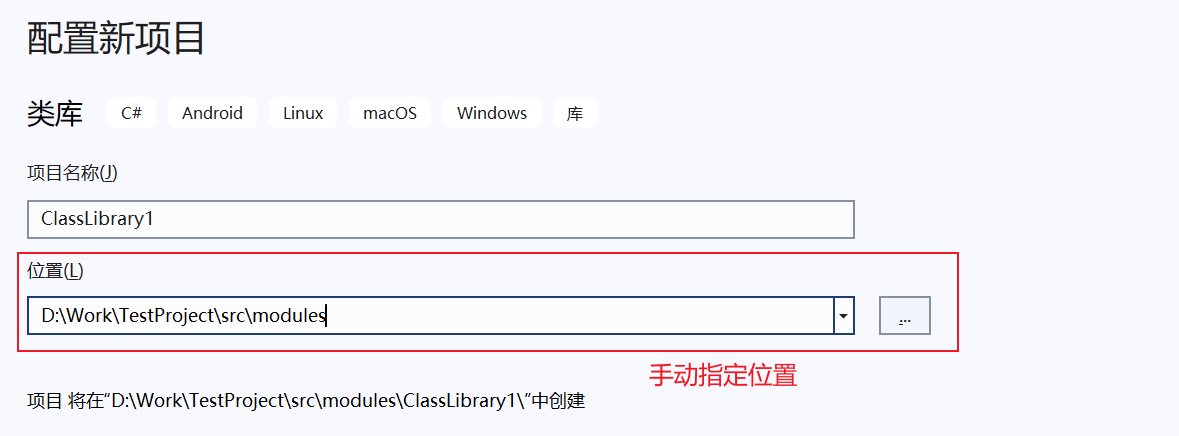 配置新项目
类库 C# Android Linux macOS Windows 库
项目名称(J)
ClassLibrary1
位置(L)
D:\Work\TestProject\src\modules ...
手动指定位置
项目 将在“D:\Work\TestProject\src\modules\ClassLibrary1\”中创建